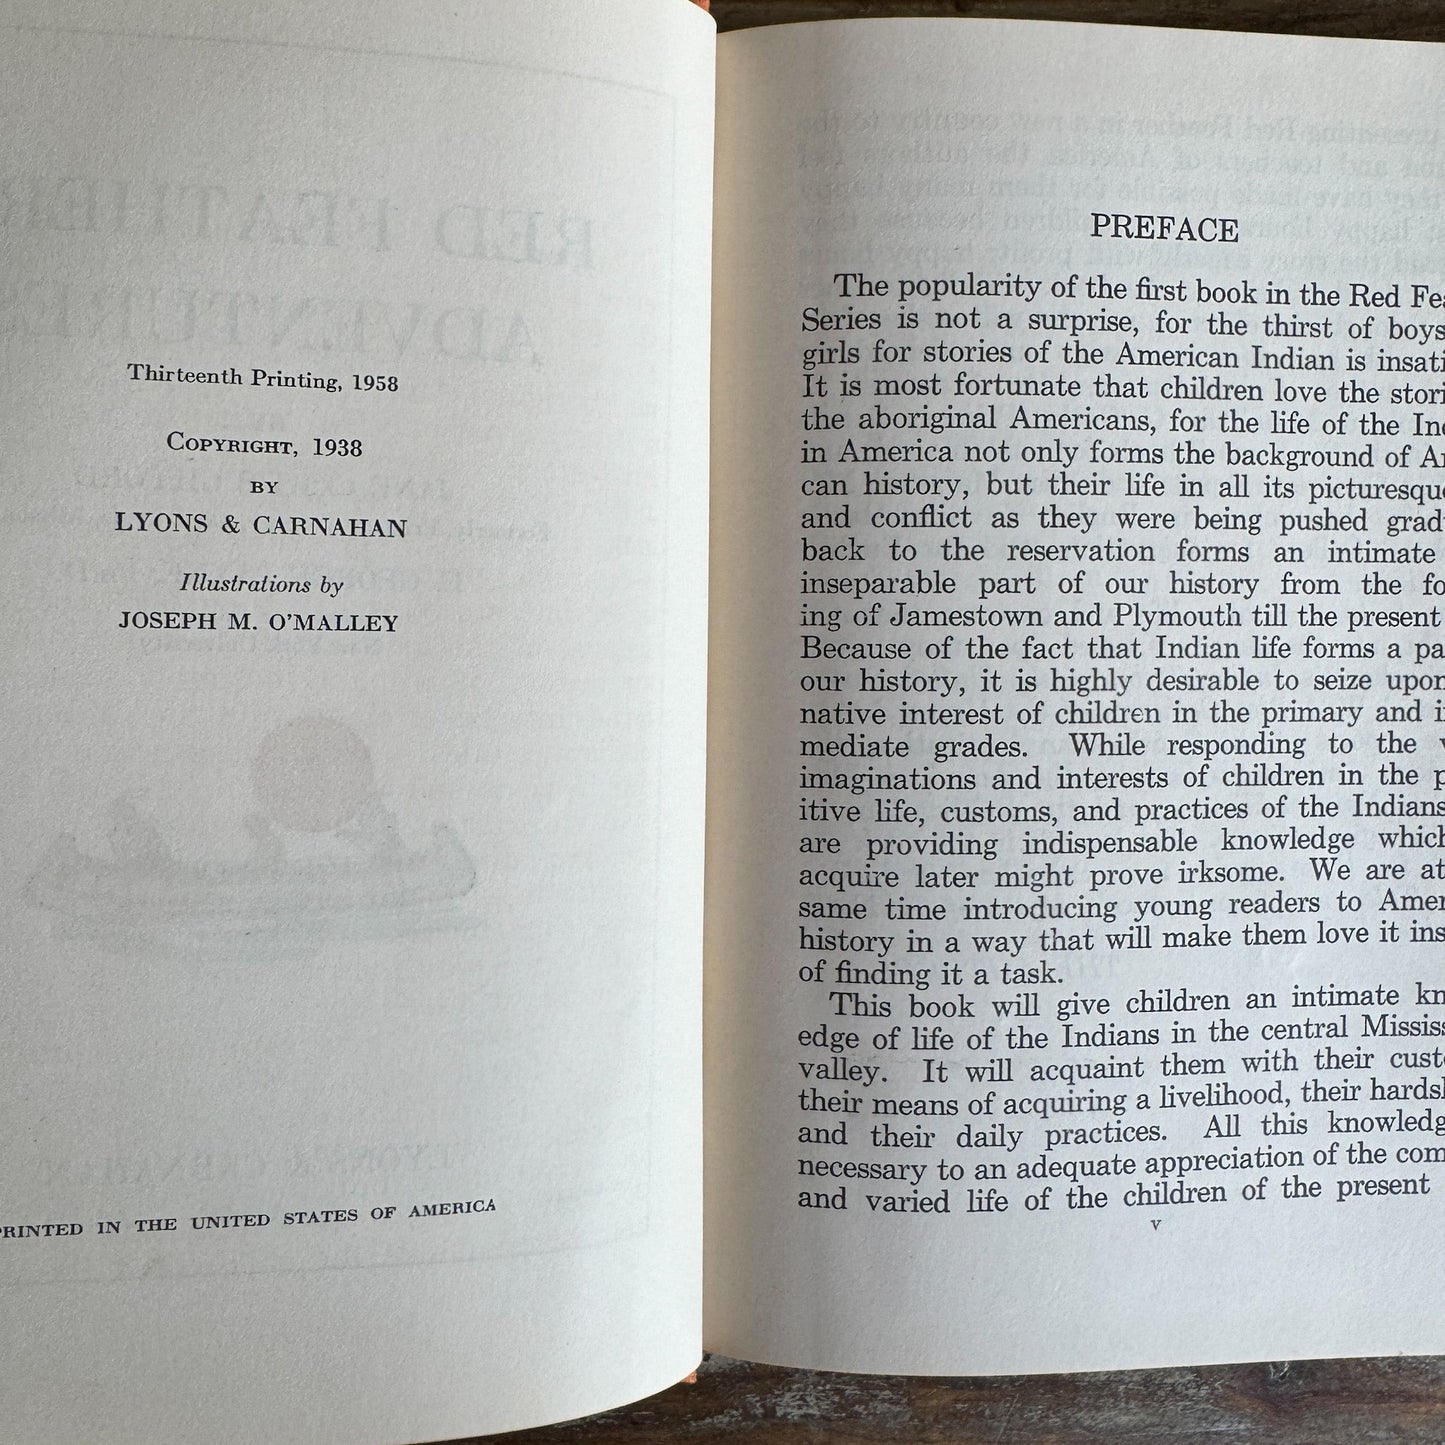 Thirteenth Printing, 1958
COPYRIGHT, 1938
BY
LYONS & CARNAHAN
Illustrations by
JOSEPH M. O'MALLEY
PRINTED IN THE UNITED STATES OF AMERICA
PREFACE
The popularity of the first book in the Red Fea
Series is not a surprise, for the thirst of boys
girls for stories of the American Indian is insati
It is most fortunate that children love the stori
the aboriginal Americans, for the life of the In
in America not only forms the background of A
can history, but their life in all its picturesque
and conflict as they were being pushed grad
back to the reservation forms an intimate
inseparable part of our history from the fo
ing of Jamestown and Plymouth till the present
Because of the fact that Indian life forms a pa
our history, it is highly desirable to seize upon
native interest of children in the primary and i
mediate grades. While responding to the v
imaginations and interests of children in the p
itive life, customs, and practices of the Indians
are providing indispensable knowledge which
acquire later might prove irksome. We are at
same time introducing young readers to Amer
history in a way that will make them love it ins
of finding it a task.
This book will give children an intimate kn
edge of life of the Indians in the central Missis
valley. It will acquaint them with their cust
their means of acquiring a livelihood, their hards
and their daily practices. All this knowledg
necessary to an adequate appreciation of the com
and varied life of the children of the present
v